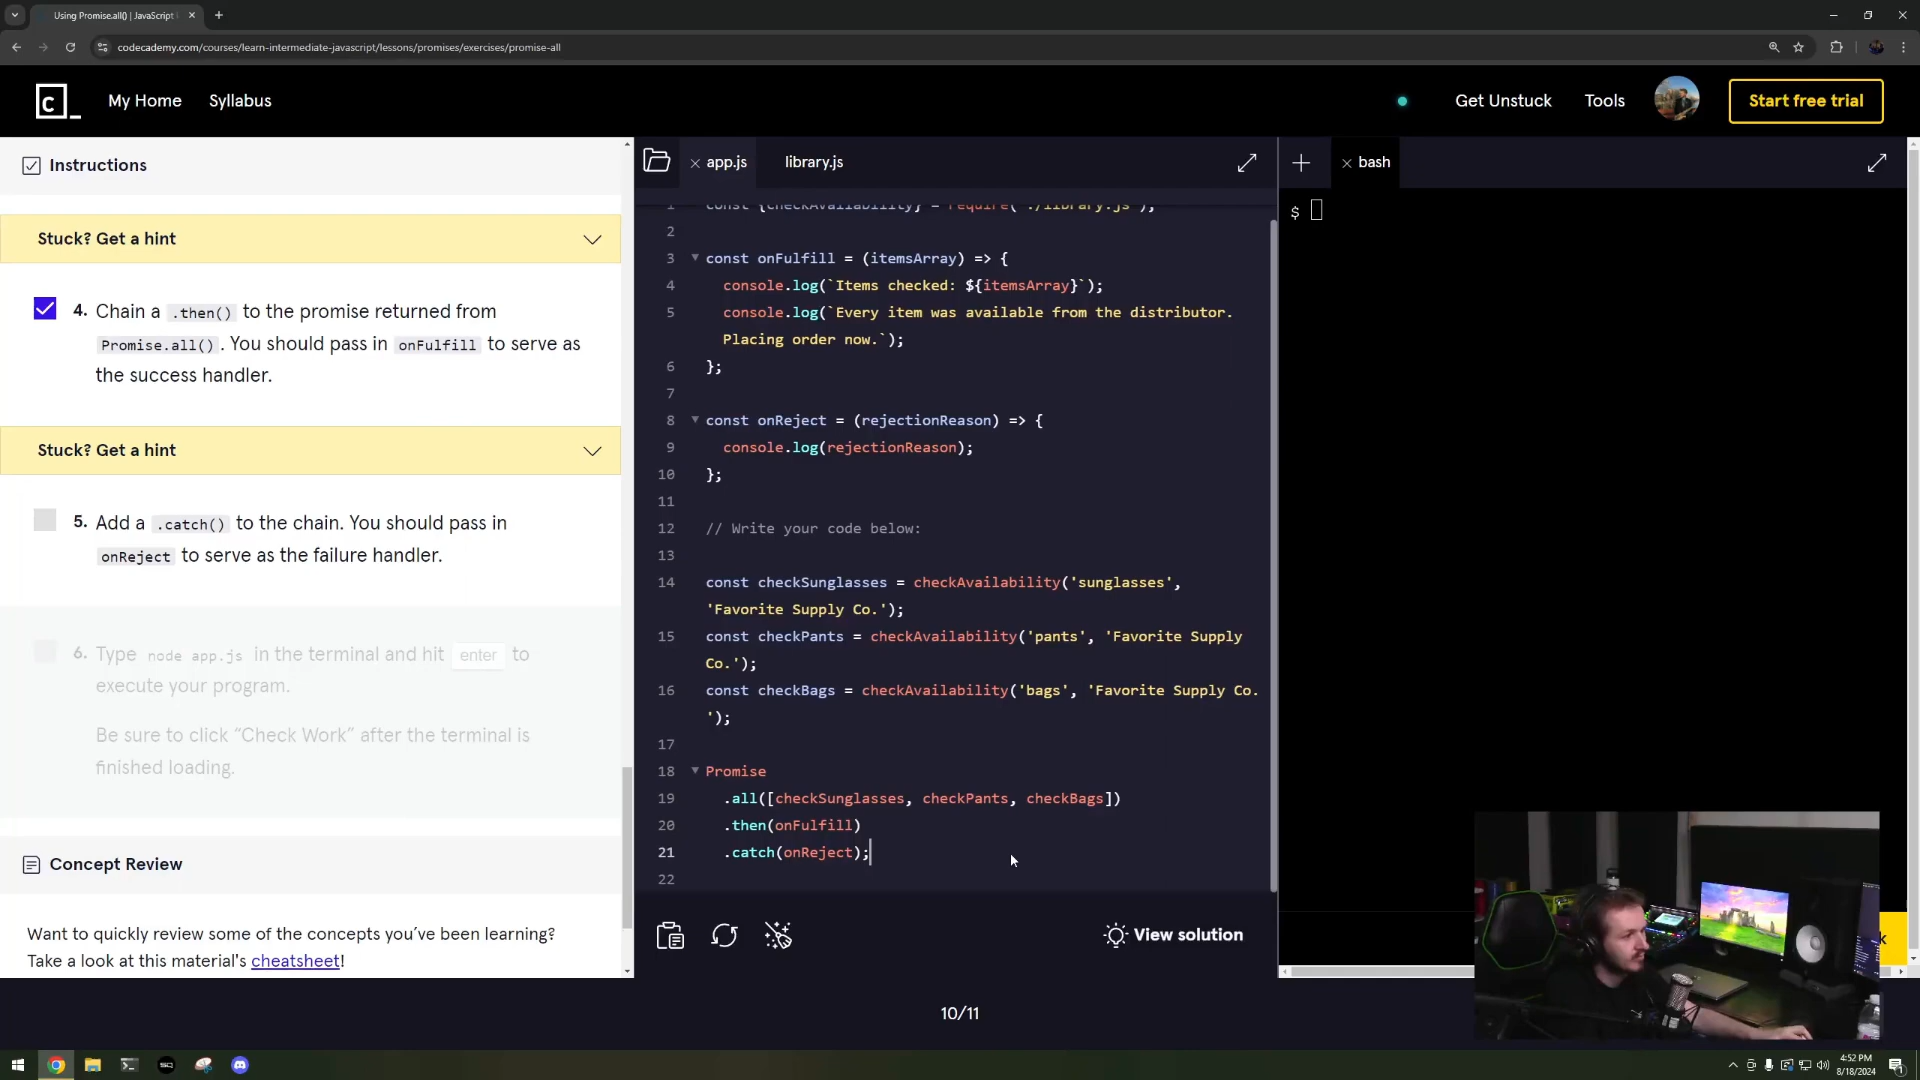 Using Promise.all() | JavaScript
codecademy.com/courses/learn-intermediate-javascript/lessons/promises/exercises/promise-all
c_
My Home
Syllabus
Get Unstuck
Tools
Start free trial
Instructions
Stuck? Get a hint
4. Chain a .then() to the promise returned from
Promise.all(). You should pass in onFulfill to serve as
the success handler.
Stuck? Get a hint
5. Add a .catch() to the chain. You should pass in
onReject to serve as the failure handler.
6. Type node app.js in the terminal and hit enter to
execute your program.
Be sure to click “Check Work” after the terminal is
finished loading.
Concept Review
Want to quickly review some of the concepts you’ve been learning?
Take a look at this material's cheatsheet!
app.js
library.js
1 const {checkAvailability} = require('./library.js');
2
3 const onFulfill = (itemsArray) => {
4 console.log(`Items checked: ${itemsArray}`);
5 console.log(`Every item was available from the distributor.
Placing order now.`);
6 };
7
8 const onReject = (rejectionReason) => {
9 console.log(rejectionReason);
10 };
11
12 // Write your code below:
13
14 const checkSunglasses = checkAvailability('sunglasses',
'Favorite Supply Co.');
15 const checkPants = checkAvailability('pants', 'Favorite Supply
Co.');
16 const checkBags = checkAvailability('bags', 'Favorite Supply Co.
');
17
18 Promise
19 .all([checkSunglasses, checkPants, checkBags])
20 .then(onFulfill)
21 .catch(onReject);
22
View solution
bash
$
k
10/11
4:52 PM
8/18/2024